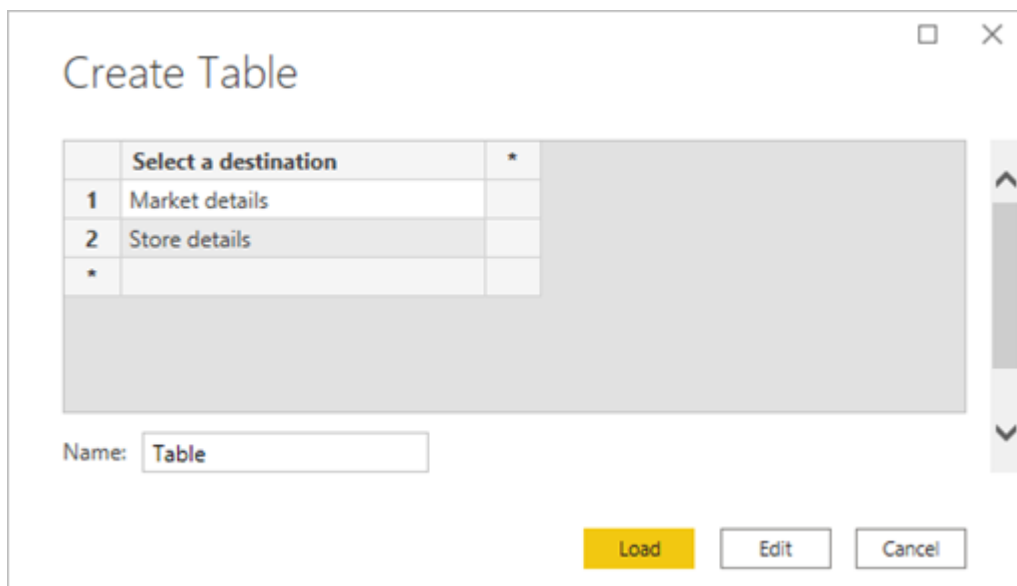 Create Table
Select a destination *
1 Market details
2 Store details
*
Name: Table
Load Edit Cancel